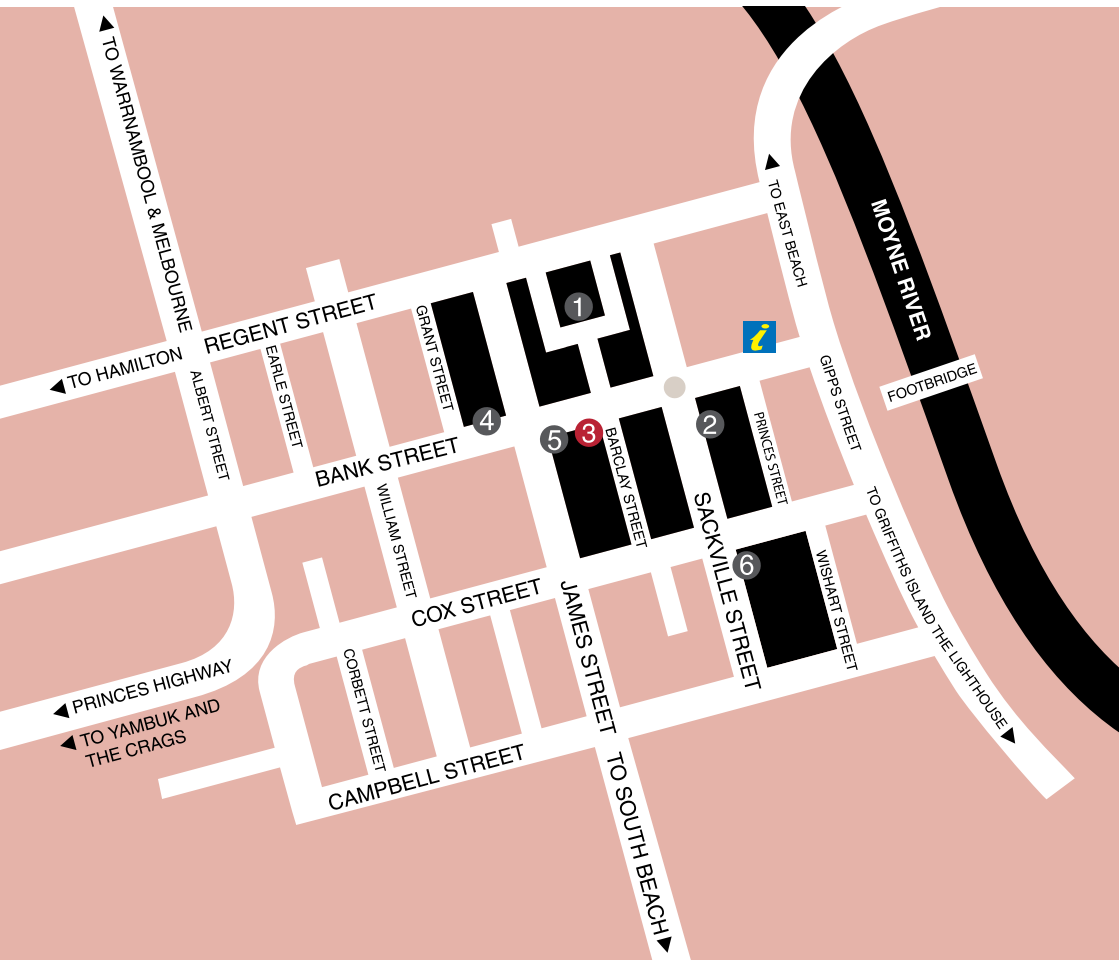 TO WARRNAMBOOL & MELBOURNE
TO EAST BEACH
MOYNE RIVER
REGENT STREET
TO HAMILTON
GRANT STREET
1
i
EARLE STREET
ALBERT STREET
GIPPS STREET
FOOTBRIDGE
4
5
3
2
BARCLAY STREET
PRINCES STREET
BANK STREET
WILLIAM STREET
SACKVILLE STREET
TO GRIFFITHS ISLAND THE LIGHTHOUSE
6
WISHART STREET
COX STREET
JAMES STREET
CORBETT STREET
PRINCES HIGHWAY
TO YAMBUK AND
THE CRAGS
CAMPBELL STREET
TO SOUTH BEACH